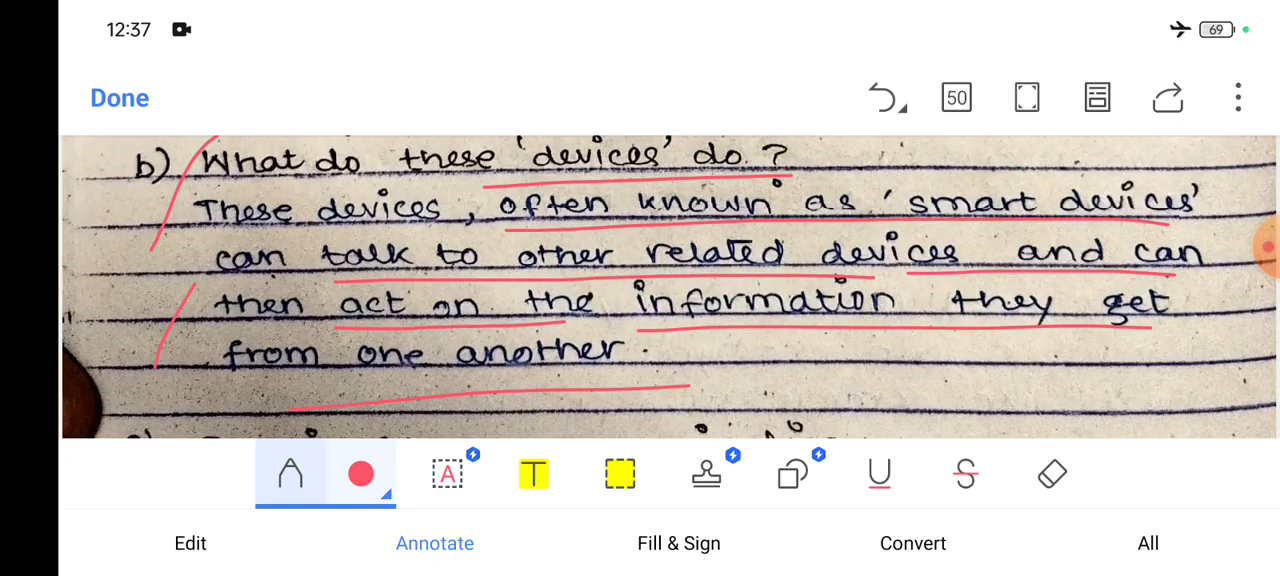 12:37
69
Done
50
b) What do these 'devices' do ?
These devices, often known as 'smart devices'
can talk to other related devices and can
then act on the information they get
from one another.
A
T
U
S
Edit
Annotate
Fill & Sign
Convert
All